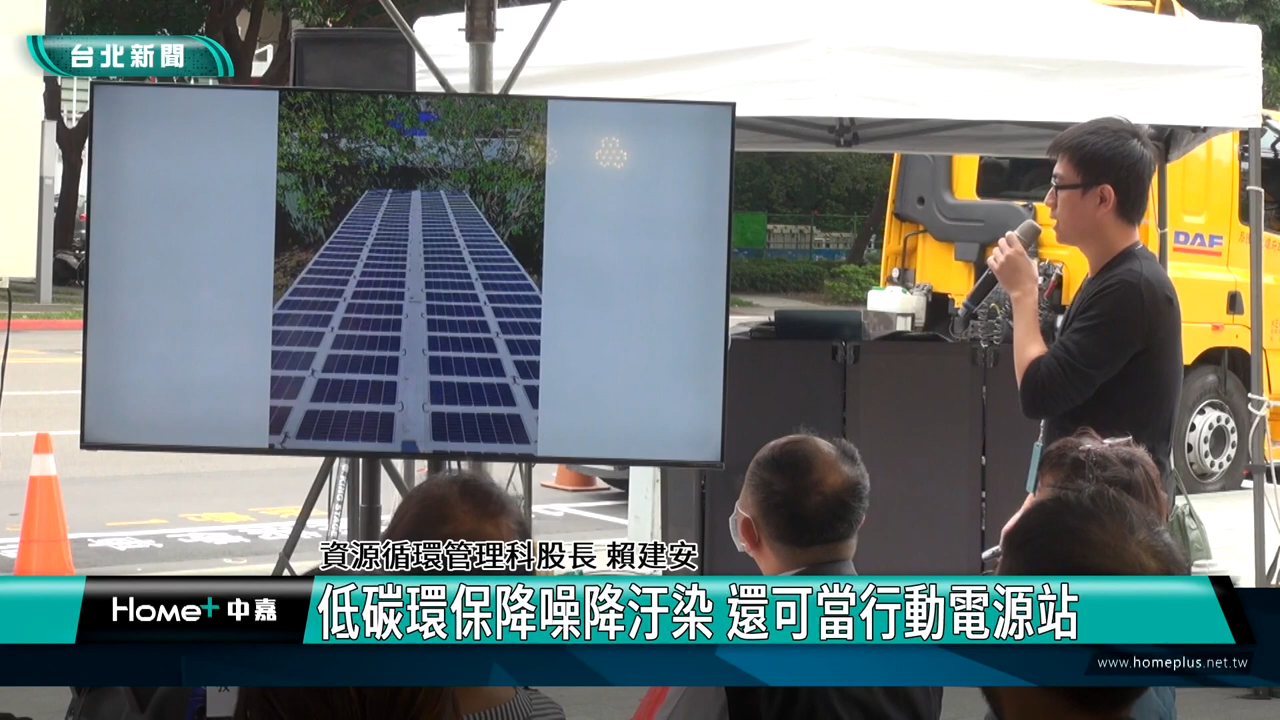 台北新聞
DAF
資源循環管理科股長 賴建安
Home+ 中嘉
低碳環保降噪降汙染 還可當行動電源站
www.homeplus.net.tw